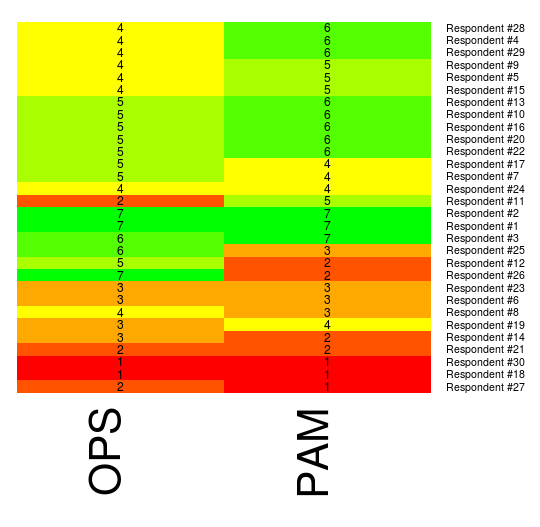 4 6 Respondent #28
4 6 Respondent #4
4 6 Respondent #29
4 5 Respondent #9
4 5 Respondent #5
4 5 Respondent #15
5 6 Respondent #13
5 6 Respondent #10
5 6 Respondent #16
5 6 Respondent #20
5 6 Respondent #22
5 4 Respondent #17
5 4 Respondent #7
4 4 Respondent #24
2 5 Respondent #11
7 7 Respondent #2
7 7 Respondent #1
6 7 Respondent #3
6 3 Respondent #25
5 2 Respondent #12
7 2 Respondent #26
3 3 Respondent #23
3 3 Respondent #6
4 3 Respondent #8
3 4 Respondent #19
3 2 Respondent #14
2 2 Respondent #21
1 1 Respondent #30
1 1 Respondent #18
2 1 Respondent #27
OPS PAM